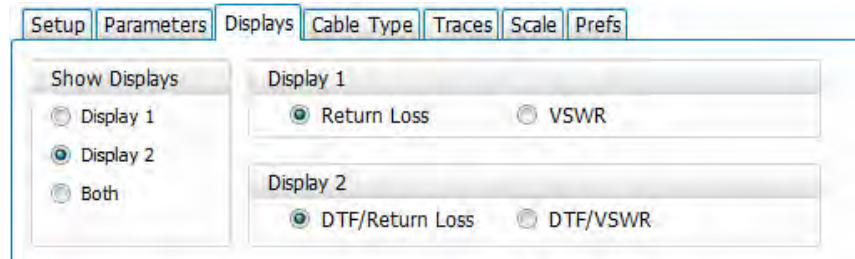 Setup Parameters Displays Cable Type Traces Scale Prefs
Show Displays
Display 1
Display 2
Both
Display 1
Return Loss VSWR
Display 2
DTF/Return Loss DTF/VSWR